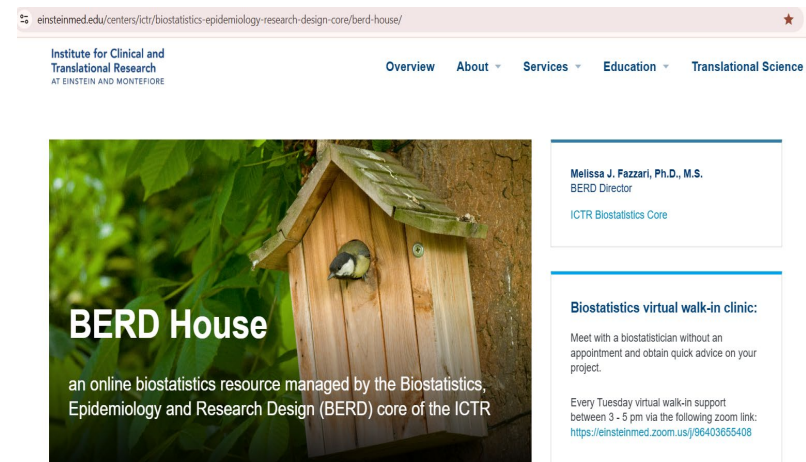 einsteinmed.edu/centers/ictr/biostatistics-epidemiology-research-design-core/berd-house/
Institute for Clinical and
Translational Research
AT EINSTEIN AND MONTEFIORE
Overview About Services Education Translational Science
BERD House
an online biostatistics resource managed by the Biostatistics,
Epidemiology and Research Design (BERD) core of the ICTR
Melissa J. Fazzari, Ph.D., M.S.
BERD Director
ICTR Biostatistics Core
Biostatistics virtual walk-in clinic:
Meet with a biostatistician without an
appointment and obtain quick advice on your
project.
Every Tuesday virtual walk-in support
between 3 - 5 pm via the following zoom link:
https://einsteinmed.zoom.us/j/96403655408